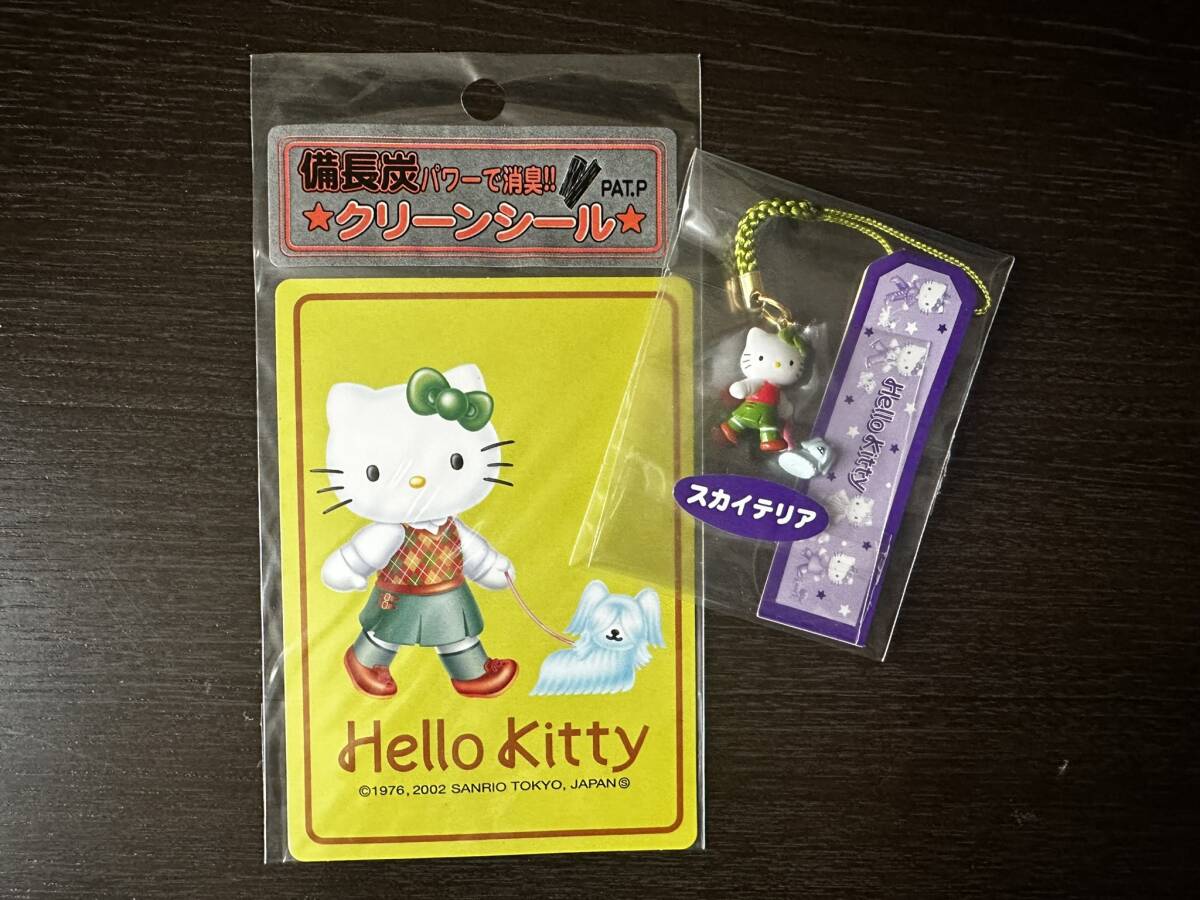 備長炭パワーで消臭!! PAT.P
★クリーンシール★
Hello Kitty
©1976, 2002 SANRIO TOKYO, JAPAN Ⓢ
Hello Kitty
スカイテリア